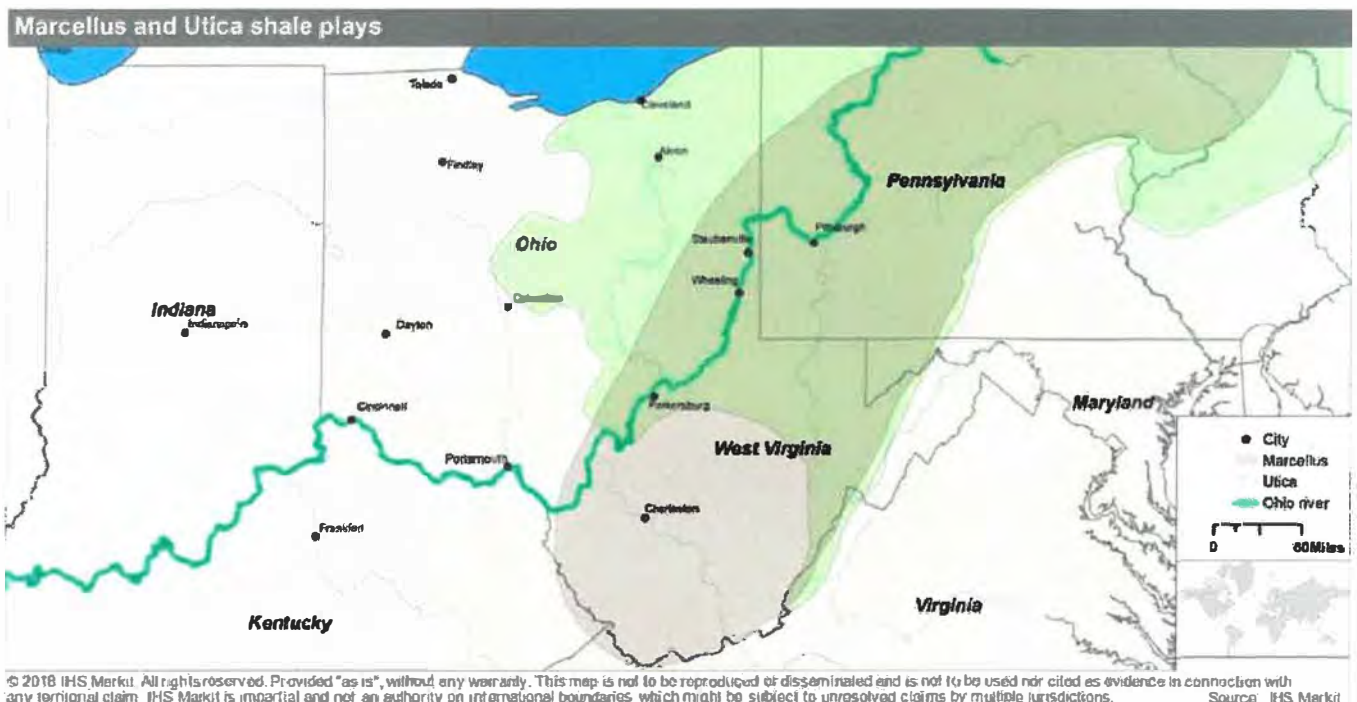 Marcellus and Utica shale plays
Toledo
Cleveland
Findlay
Akron
Pennsylvania
Ohio
Steubenville
Pittsburgh
Wheeling
Indiana
Indianapolis
Dayton
Cincinnati
Parkersburg
Maryland
West Virginia
Portsmouth
Charleston
Frankfort
Virginia
Kentucky
City
Marcellus
Utica
Ohio river
0 60Miles
© 2018 IHS Markit. All rights reserved. Provided "as is", without any warranty. This map is not to be reproduced or disseminated and is not to be used nor cited as evidence in connection with
any territorial claim. IHS Markit is impartial and not an authority on international boundaries which might be subject to unresolved claims by multiple jurisdictions. Source: IHS Markit